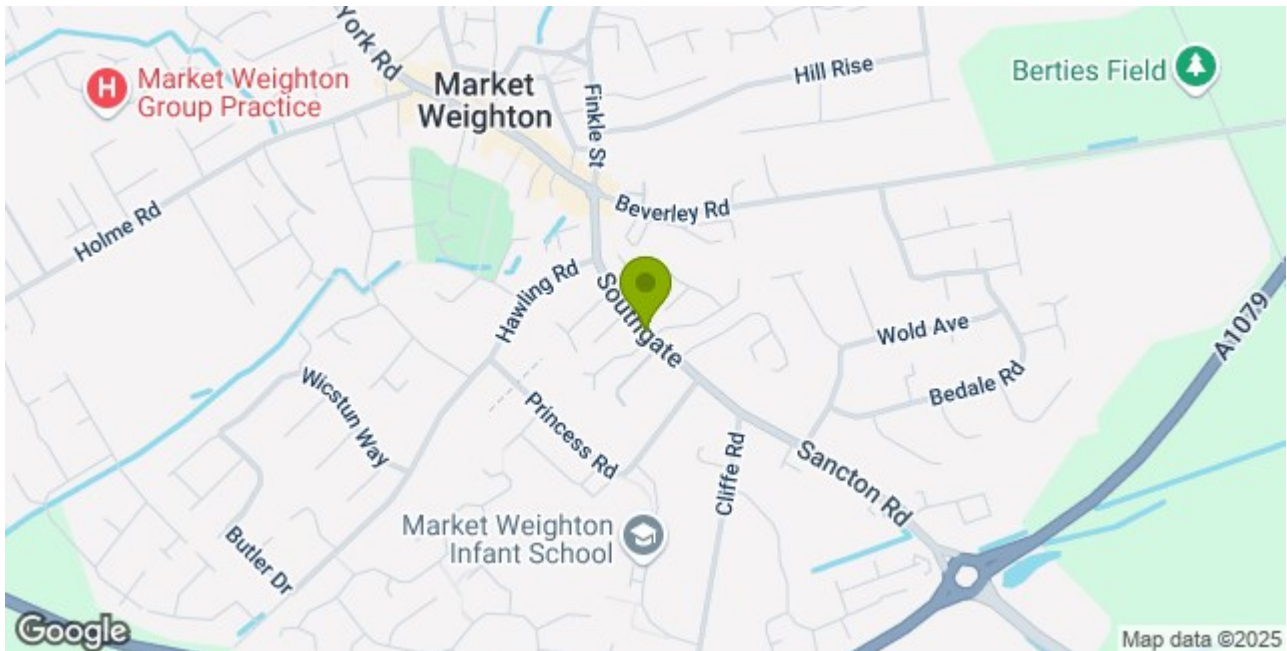 York Rd
Market Weighton
Group Practice
Market
Weighton
Finkle St
Hill Rise
Berties Field
Holme Rd
Beverley Rd
Hawling Rd
Southgate
Wold Ave
A1079
Bedale Rd
Wicstun Way
Princess Rd
Cliffe Rd
Sancton Rd
Market Weighton
Infant School
Butler Dr
Google
Map data ©2025